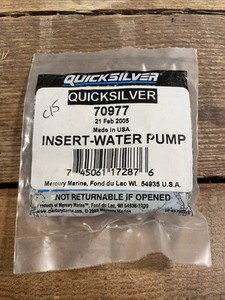 QUICKSILVER
QUICKSILVER
70977
21 Feb 2005
Made in USA
INSERT-WATER PUMP
7 45061 17287 6
Mercury Marine, Fond du Lac WI. 54935 U.S.A.
NOT RETURNABLE IF OPENED